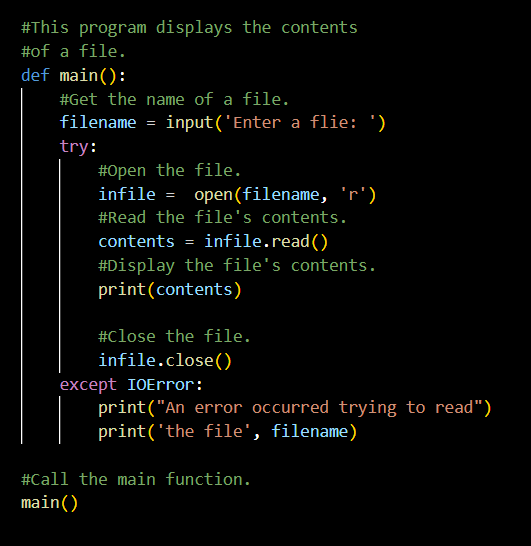 #This program displays the contents
#of a file.
def main():
    #Get the name of a file.
    filename = input('Enter a flie: ')
    try:
        #Open the file.
        infile =  open(filename, 'r')
        #Read the file's contents.
        contents = infile.read()
        #Display the file's contents.
        print(contents)

        #Close the file.
        infile.close()
    except IOError:
        print("An error occurred trying to read")
        print('the file', filename)

#Call the main function.
main()